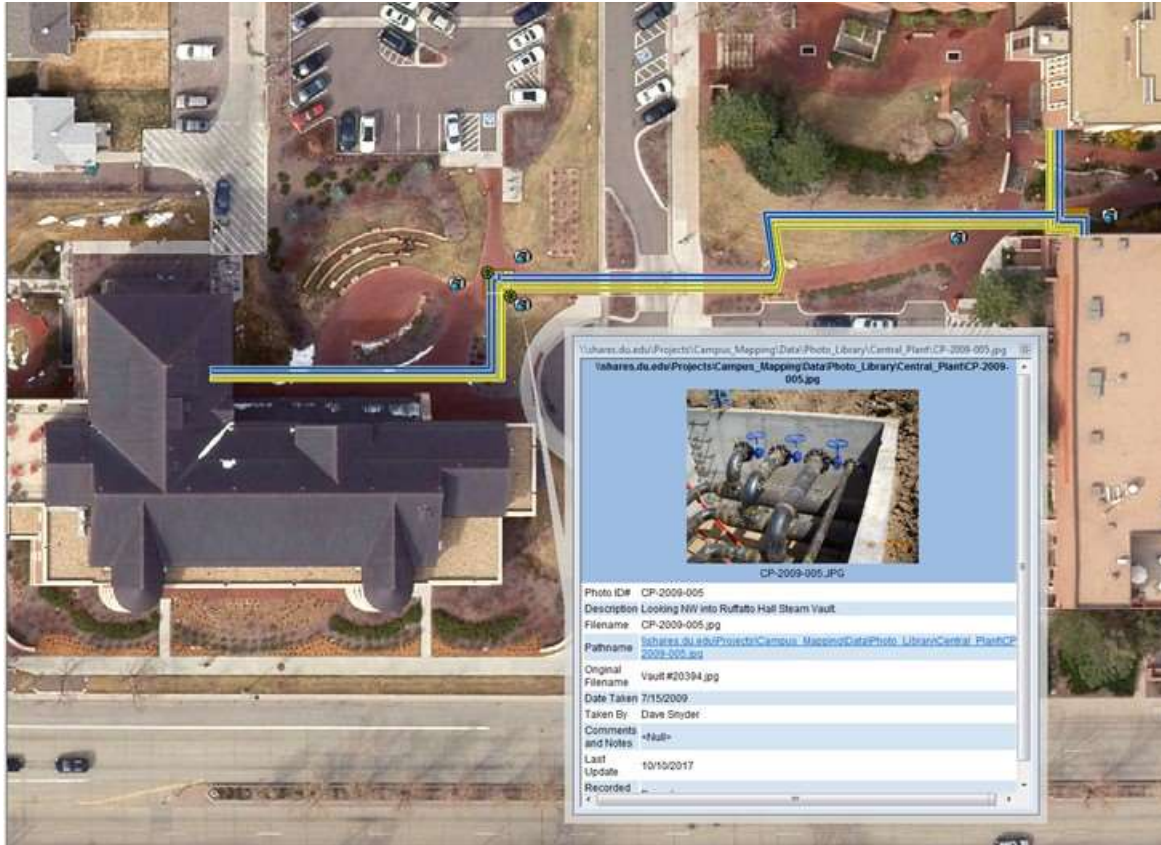 \\shares.du.edu\Projects\Campus_Mapping\Data\Photo_Library\Central_Plant\CP-2009-005.jpg
\\shares.du.edu\Projects\Campus_Mapping\Data\Photo_Library\Central_Plant\CP-2009-
005.jpg
CP-2009-005.JPG
Photo ID# CP-2009-005
Description Looking NW into Ruffatto Hall Steam Vault.
Filename CP-2009-005.jpg
Pathname \\shares.du.edu\Projects\Campus_Mapping\Data\Photo_Library\Central_Plant\CP
2009-005.jpg
Original
Filename Vault #20394.jpg
Date Taken 7/15/2009
Taken By Dave Snyder
Comments
and Notes <Null>
Last
Update 10/10/2017
Recorded